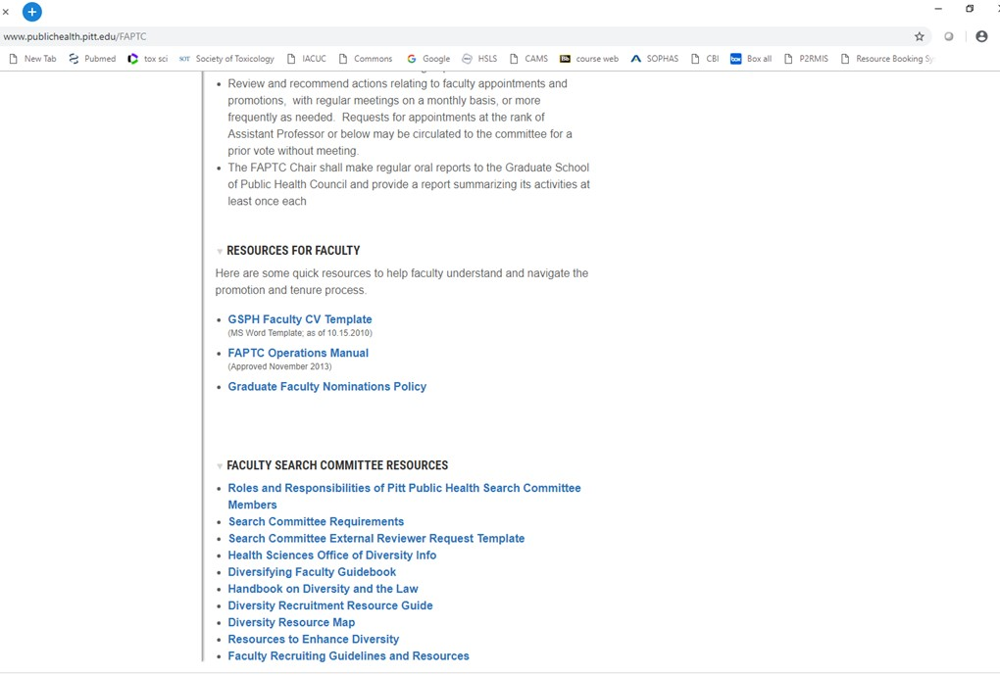 www.publichealth.pitt.edu/FAPTC
New Tab Pubmed tox sci SOT Society of Toxicology IACUC Commons Google HSLS CAMS Bb course web SOPHAS CBI box Box all P2RMIS Resource Booking Sy
Review and recommend actions relating to faculty appointments and
promotions, with regular meetings on a monthly basis, or more
frequently as needed. Requests for appointments at the rank of
Assistant Professor or below may be circulated to the committee for a
prior vote without meeting.
The FAPTC Chair shall make regular oral reports to the Graduate School
of Public Health Council and provide a report summarizing its activities at
least once each
RESOURCES FOR FACULTY
Here are some quick resources to help faculty understand and navigate the
promotion and tenure process.
GSPH Faculty CV Template
(MS Word Template; as of 10.15.2010)
FAPTC Operations Manual
(Approved November 2013)
Graduate Faculty Nominations Policy
FACULTY SEARCH COMMITTEE RESOURCES
Roles and Responsibilities of Pitt Public Health Search Committee
Members
Search Committee Requirements
Search Committee External Reviewer Request Template
Health Sciences Office of Diversity Info
Diversifying Faculty Guidebook
Handbook on Diversity and the Law
Diversity Recruitment Resource Guide
Diversity Resource Map
Resources to Enhance Diversity
Faculty Recruiting Guidelines and Resources